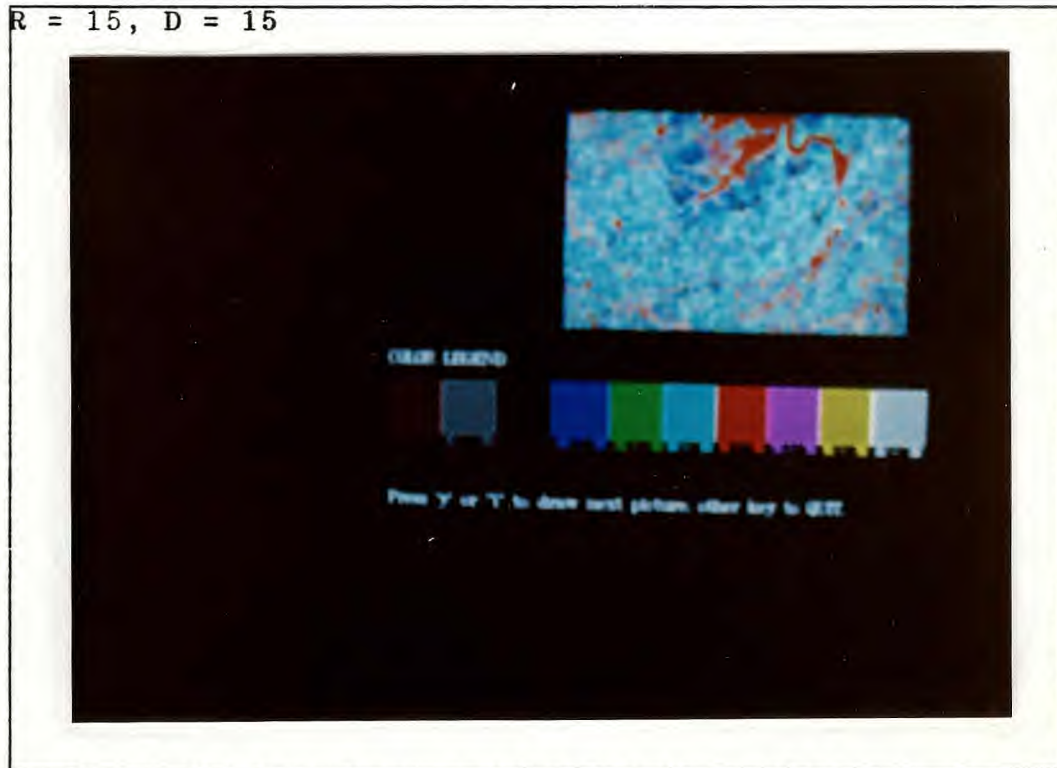 R = 15, D = 15
COLOR LEGEND
Press 'y' or 'Y' to draw next picture, other key to QUIT.